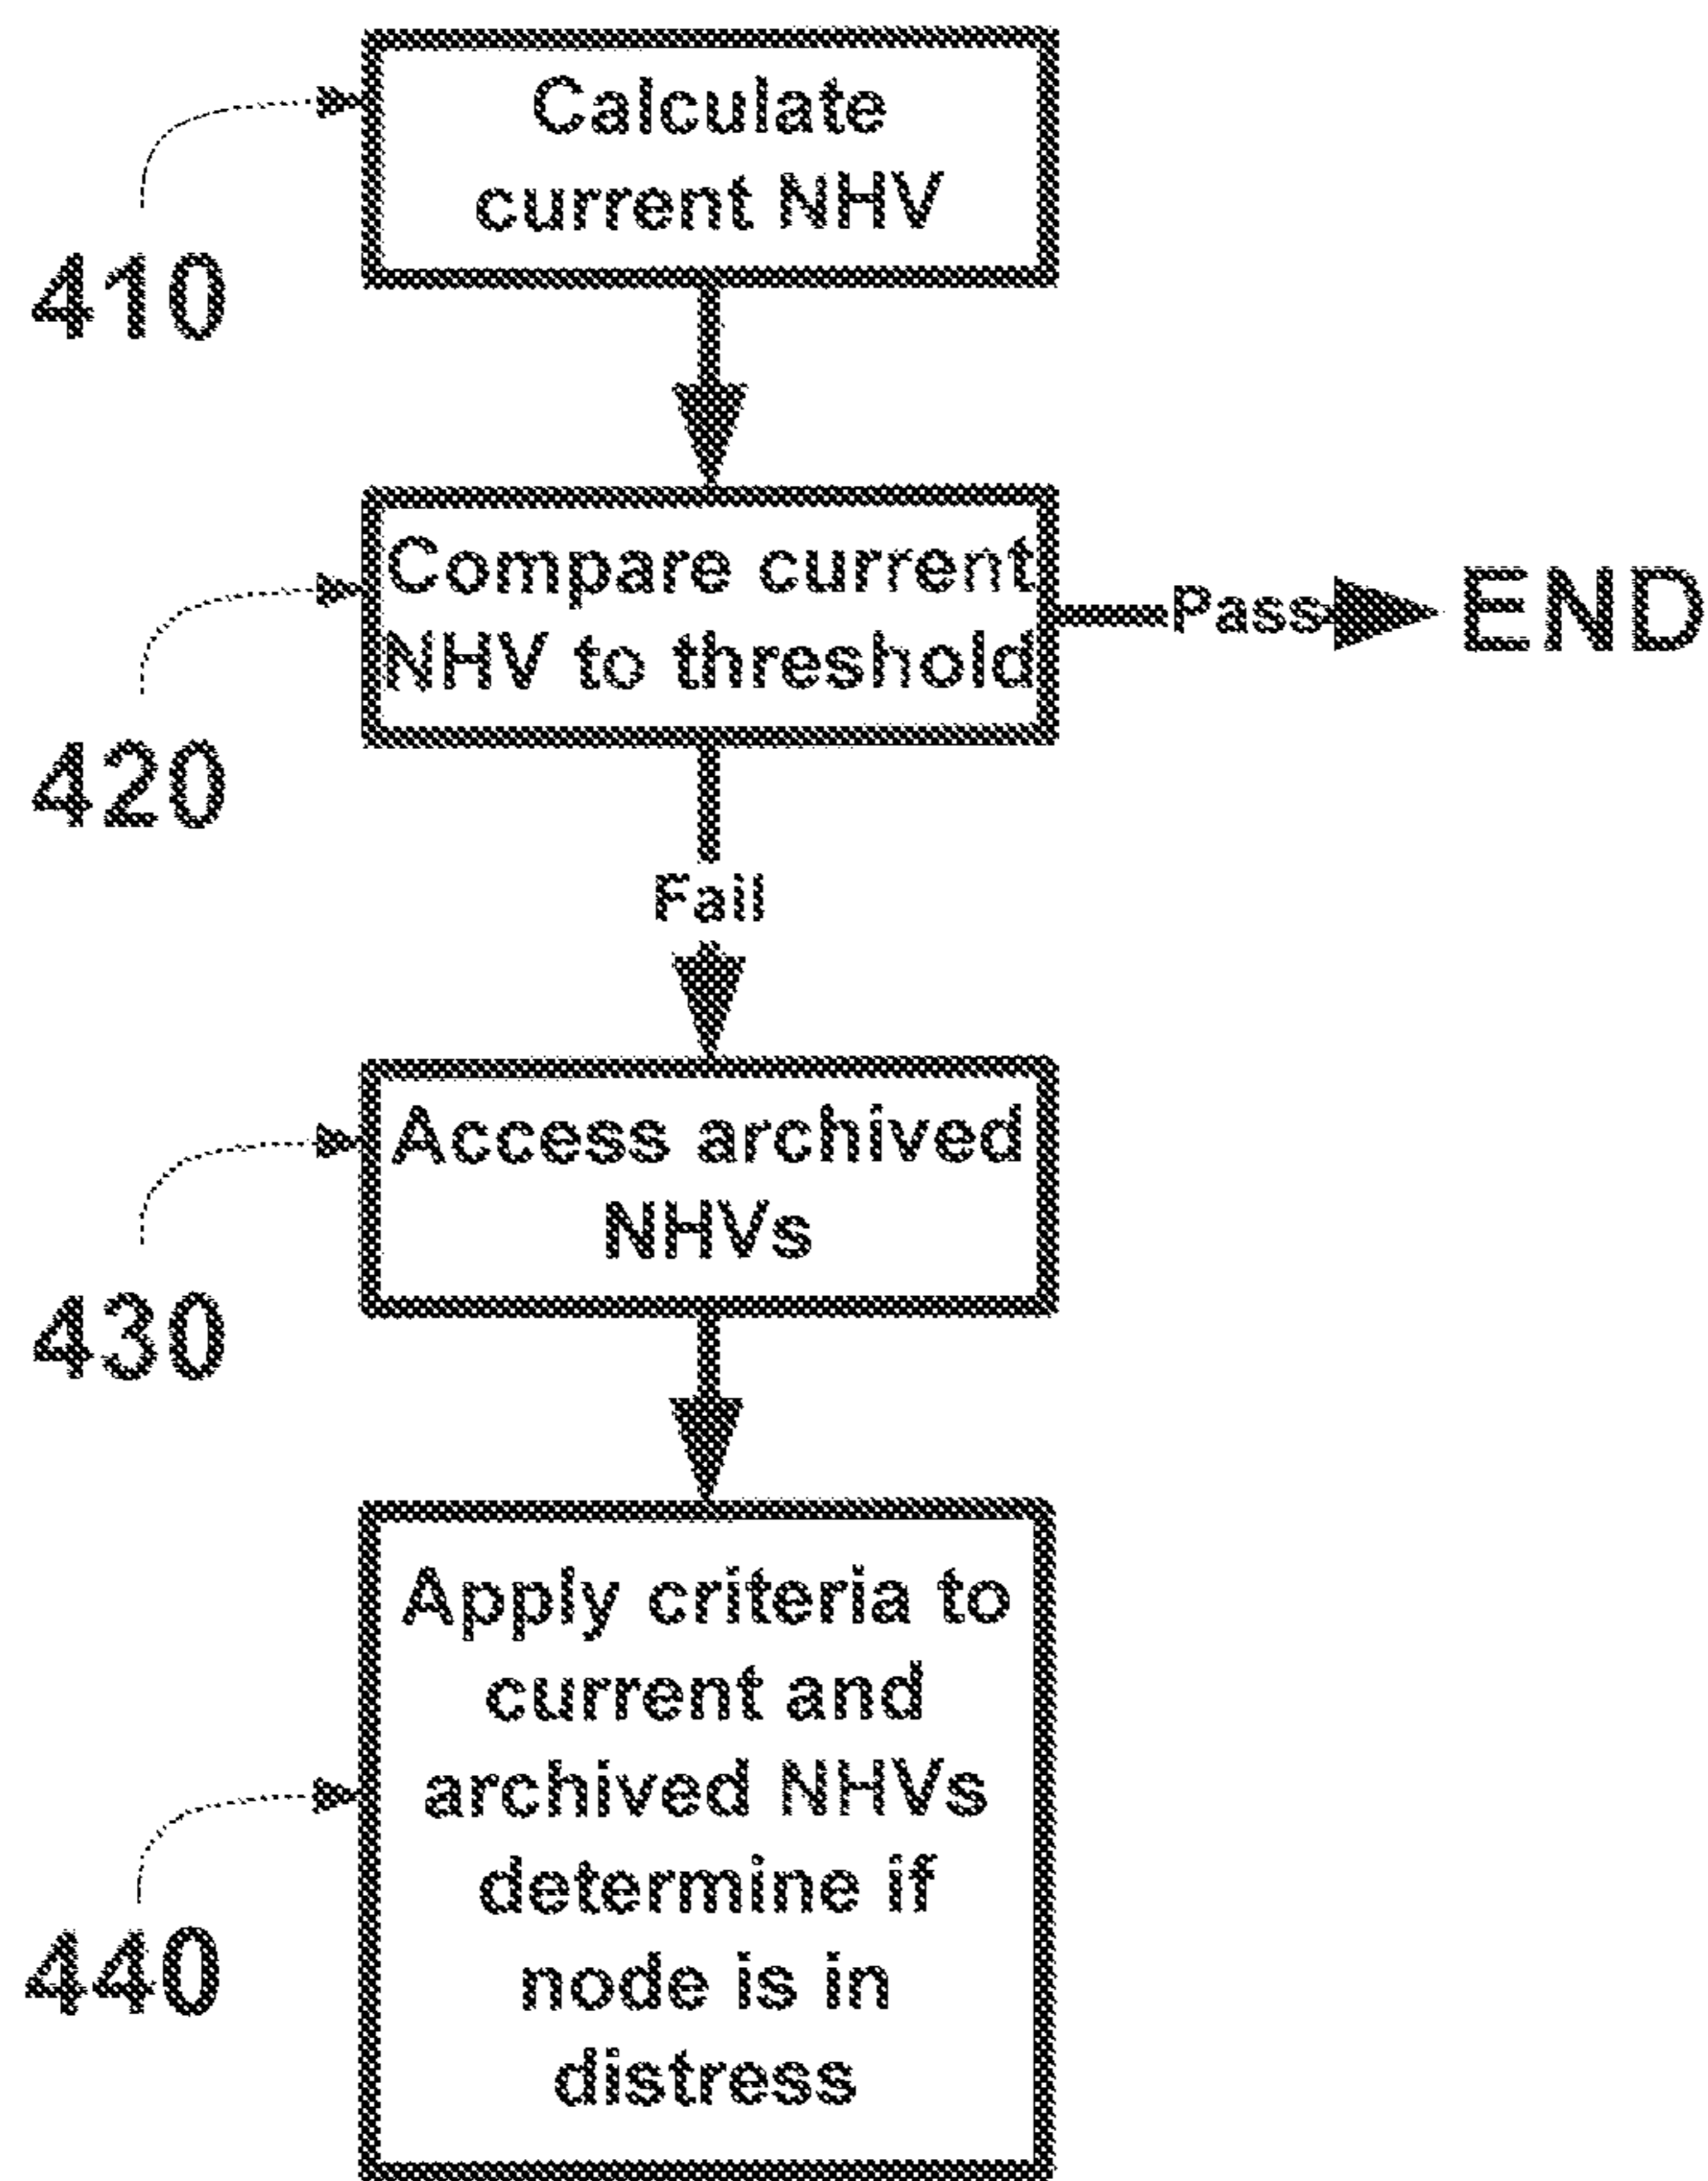 Calculate
current NHV
410
Compare current
NHV to threshold
Pass
END
420
Fail
Access archived
NHVs
430
Apply criteria to
current and
archived NHVs
determine if
node is in
distress
440